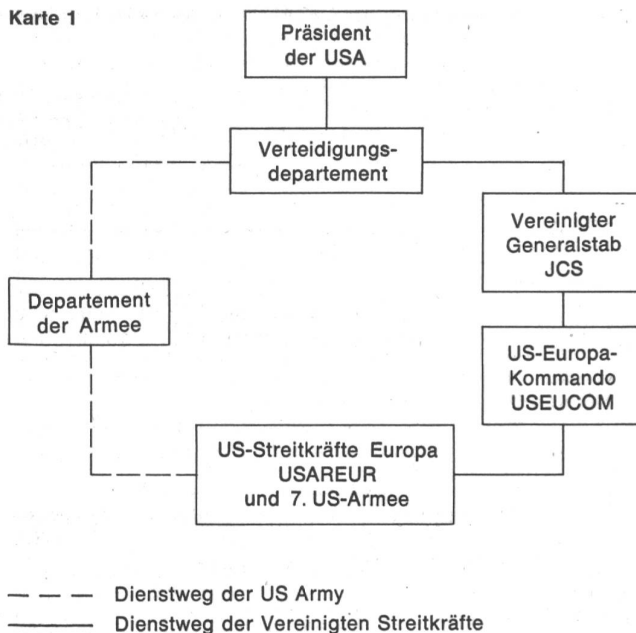 Karte 1
Präsident
der USA
Verteidigungs-
departement
Vereinigter
Generalstab
JCS
Departement
der Armee
US-Europa-
Kommando
USEUCOM
US-Streitkräfte Europa
USAREUR
und 7. US-Armee
Dienstweg der US Army
Dienstweg der Vereinigten Streitkräfte